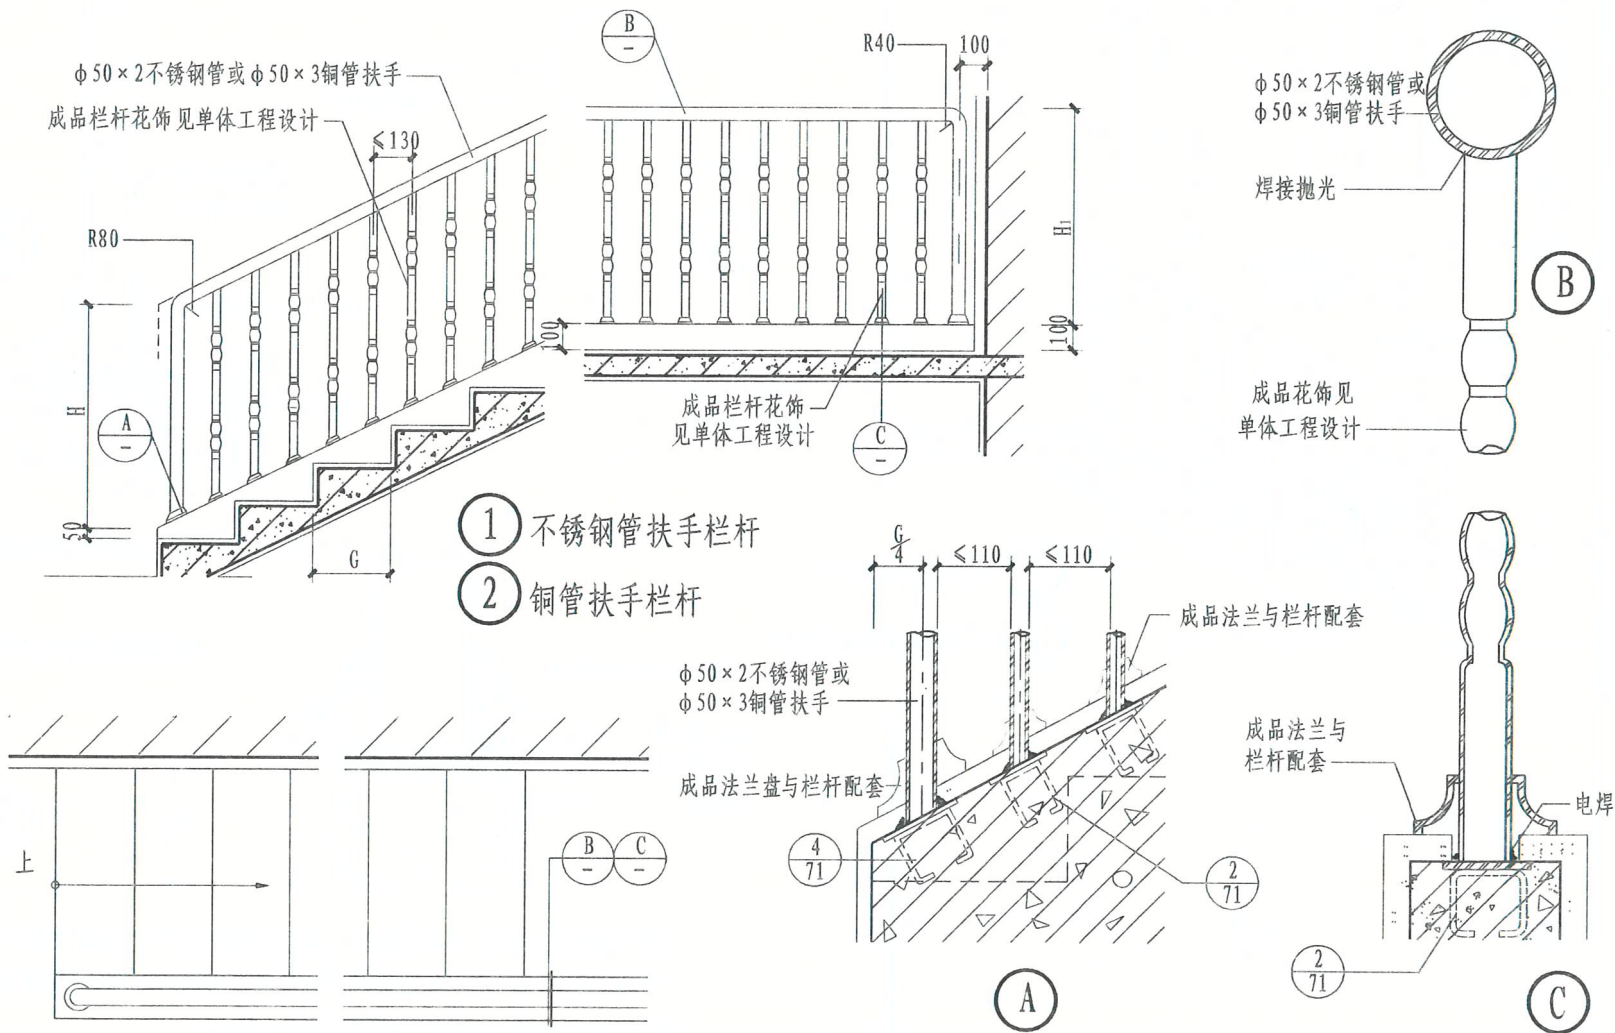 φ50×2不锈钢管或φ50×3铜管扶手
成品栏杆花饰见单体工程设计
≤130
R80
H
A
–
50
G
B
–
R40
100
H₁
100
100
成品栏杆花饰
见单体工程设计
C
–
1 不锈钢管扶手栏杆
2 铜管扶手栏杆
φ50×2不锈钢管或
φ50×3铜管扶手
焊接抛光
B
成品花饰见
单体工程设计
上
B
–
C
–
G/4
≤110
≤110
成品法兰与栏杆配套
φ50×2不锈钢管或
φ50×3铜管扶手
成品法兰盘与栏杆配套
4
71
2
71
A
成品法兰与
栏杆配套
电焊
2
71
C